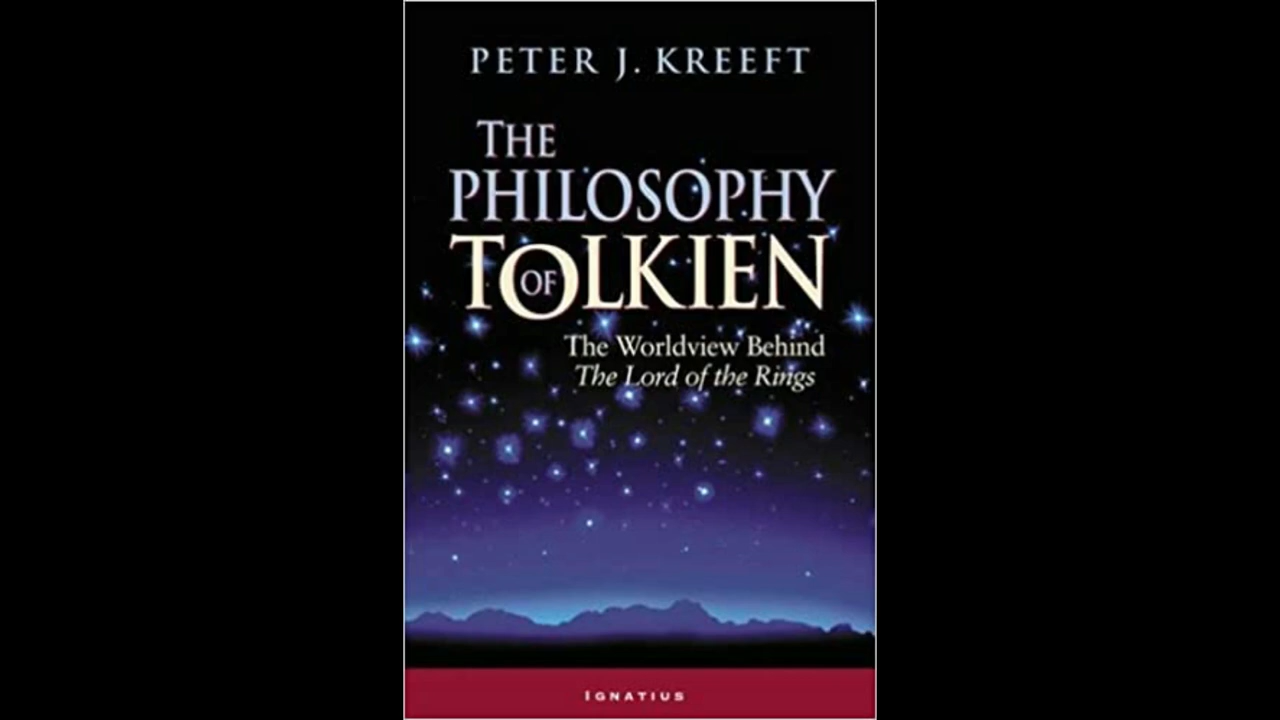 PETER J. KREEFT
THE
PHILOSOPHY
OF TOLKIEN
The Worldview Behind
The Lord of the Rings
IGNATIUS